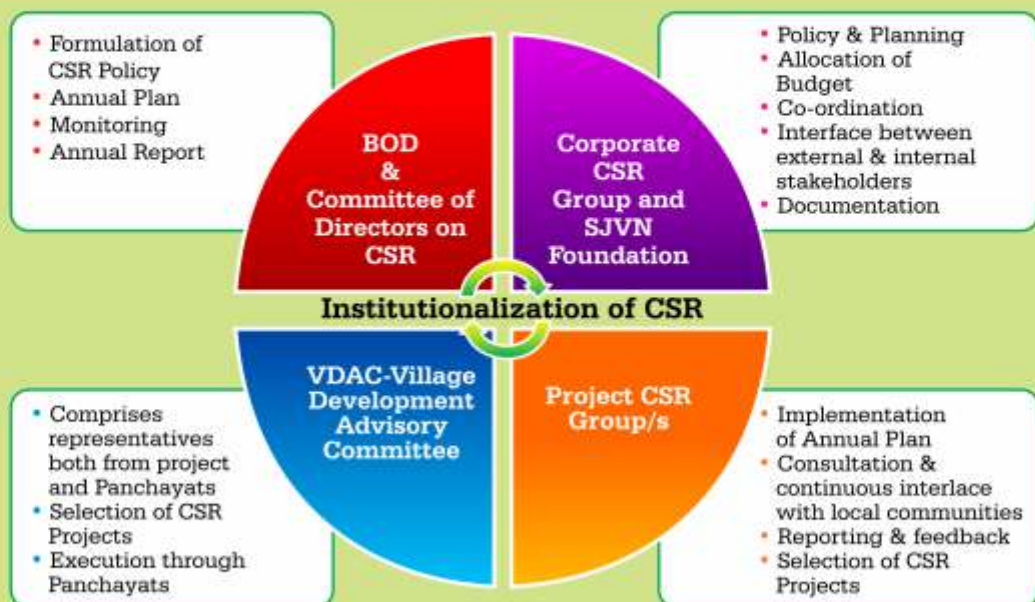 • Formulation of
CSR Policy
• Annual Plan
• Monitoring
• Annual Report
BOD
&
Committee of
Directors on
CSR
Corporate
CSR
Group and
SJVN
Foundation
• Policy & Planning
• Allocation of
Budget
• Co-ordination
• Interface between
external & internal
stakeholders
• Documentation
Institutionalization of CSR
• Comprises
representatives
both from project
and Panchayats
• Selection of CSR
Projects
• Execution through
Panchayats
VDAC-Village
Development
Advisory
Committee
Project CSR
Group/s
• Implementation
of Annual Plan
• Consultation &
continuous interlace
with local communities
• Reporting & feedback
• Selection of CSR
Projects